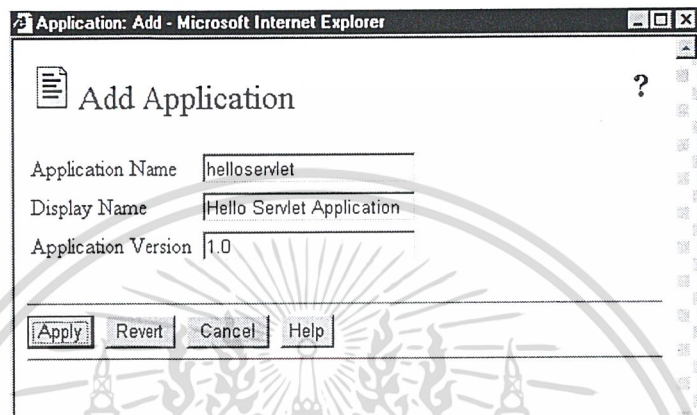 Application: Add - Microsoft Internet Explorer
Add Application
?
Application Name helloservlet
Display Name Hello Servlet Application
Application Version 1.0
Apply Revert Cancel Help